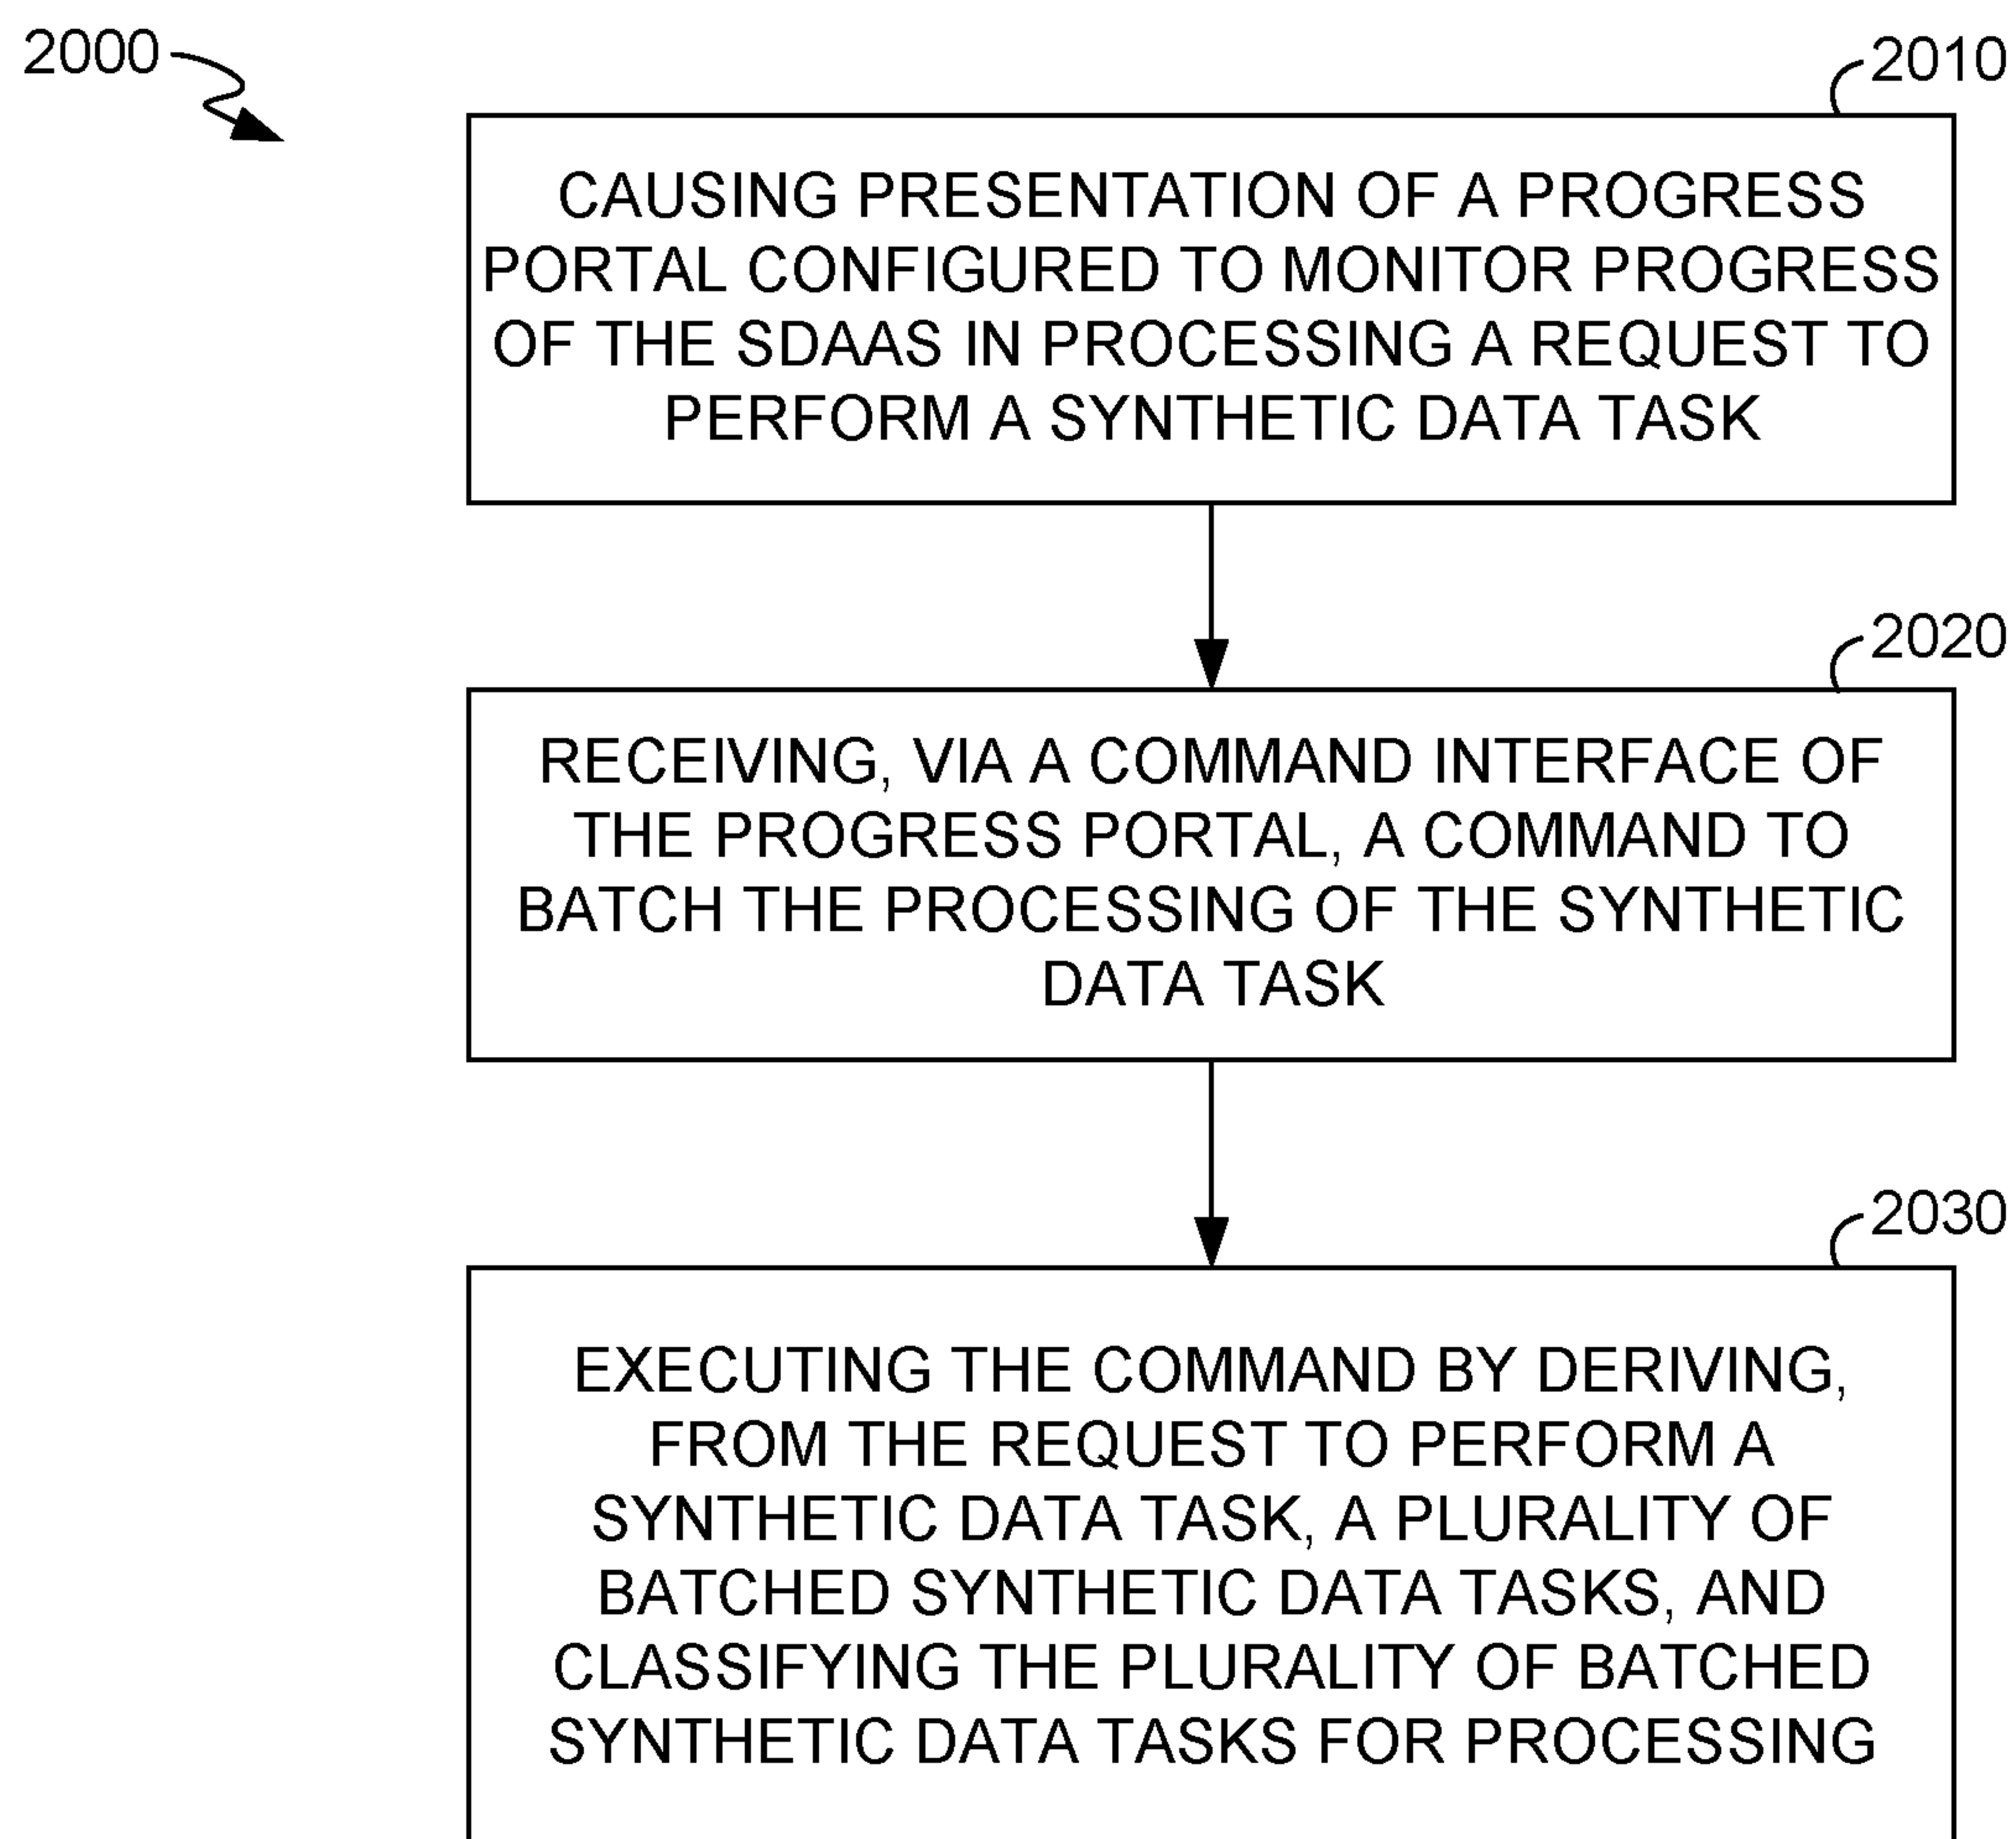 2000
2010
CAUSING PRESENTATION OF A PROGRESS
PORTAL CONFIGURED TO MONITOR PROGRESS
OF THE SDAAS IN PROCESSING A REQUEST TO
PERFORM A SYNTHETIC DATA TASK
2020
RECEIVING, VIA A COMMAND INTERFACE OF
THE PROGRESS PORTAL, A COMMAND TO
BATCH THE PROCESSING OF THE SYNTHETIC
DATA TASK
2030
EXECUTING THE COMMAND BY DERIVING,
FROM THE REQUEST TO PERFORM A
SYNTHETIC DATA TASK, A PLURALITY OF
BATCHED SYNTHETIC DATA TASKS, AND
CLASSIFYING THE PLURALITY OF BATCHED
SYNTHETIC DATA TASKS FOR PROCESSING